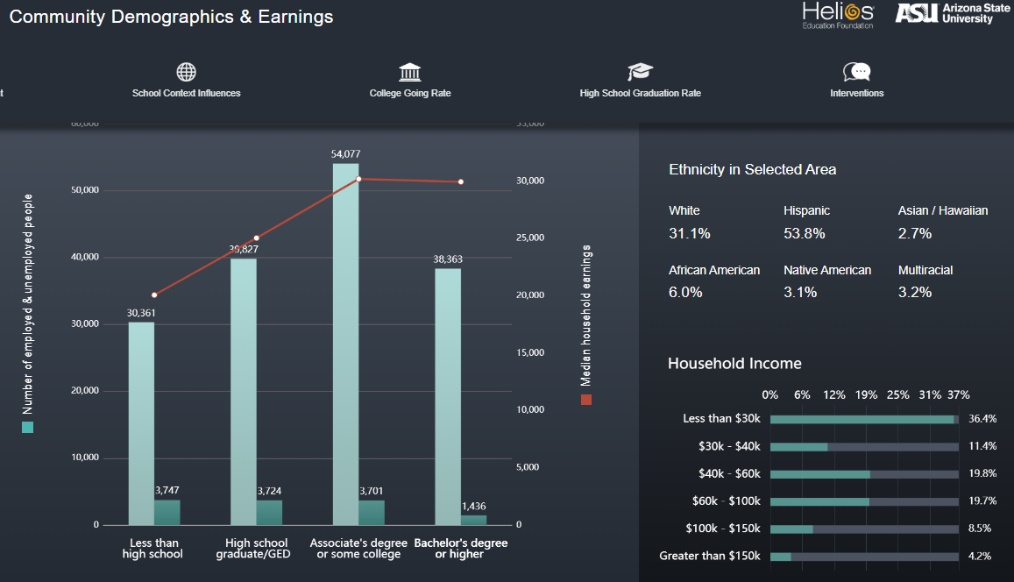 Community Demographics & Earnings
Helios
Education Foundation
ASU Arizona State
University
t
School Context Influences
College Going Rate
High School Graduation Rate
Interventions
60,000
35,000
50,000
40,000
30,000
20,000
10,000
0
Number of employed & unemployed people
30,361
3,747
39,827
3,724
54,077
3,701
38,363
1,436
30,000
25,000
20,000
15,000
10,000
5,000
0
Median household earnings
Less than
high school
High school
graduate/GED
Associate's degree
or some college
Bachelor's degree
or higher
Ethnicity in Selected Area
White Hispanic Asian / Hawaiian
31.1% 53.8% 2.7%
African American Native American Multiracial
6.0% 3.1% 3.2%
Household Income
0% 6% 12% 19% 25% 31% 37%
Less than $30k 36.4%
$30k - $40k 11.4%
$40k - $60k 19.8%
$60k - $100k 19.7%
$100k - $150k 8.5%
Greater than $150k 4.2%